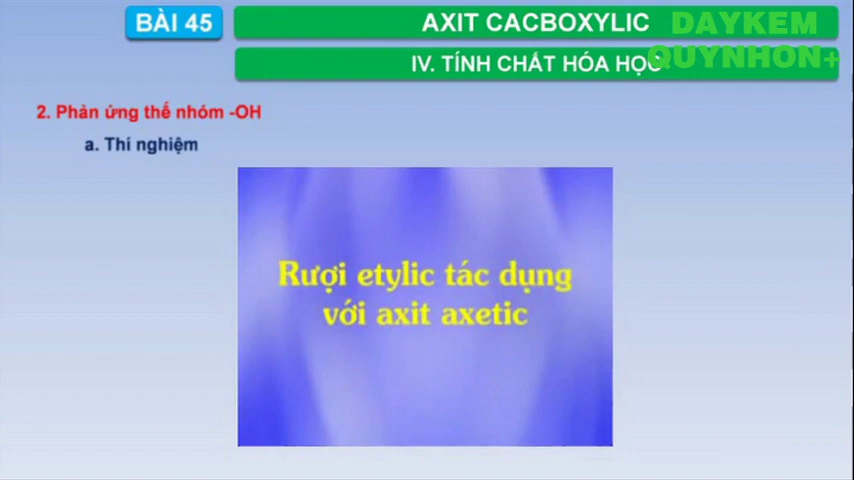 BÀI 45
AXIT CACBOXYLIC
DAYKEM
QUYNHON+
IV. TÍNH CHẤT HÓA HỌC
2. Phản ứng thế nhóm -OH
a. Thí nghiệm
Rượi etylic tác dụng
với axit axetic